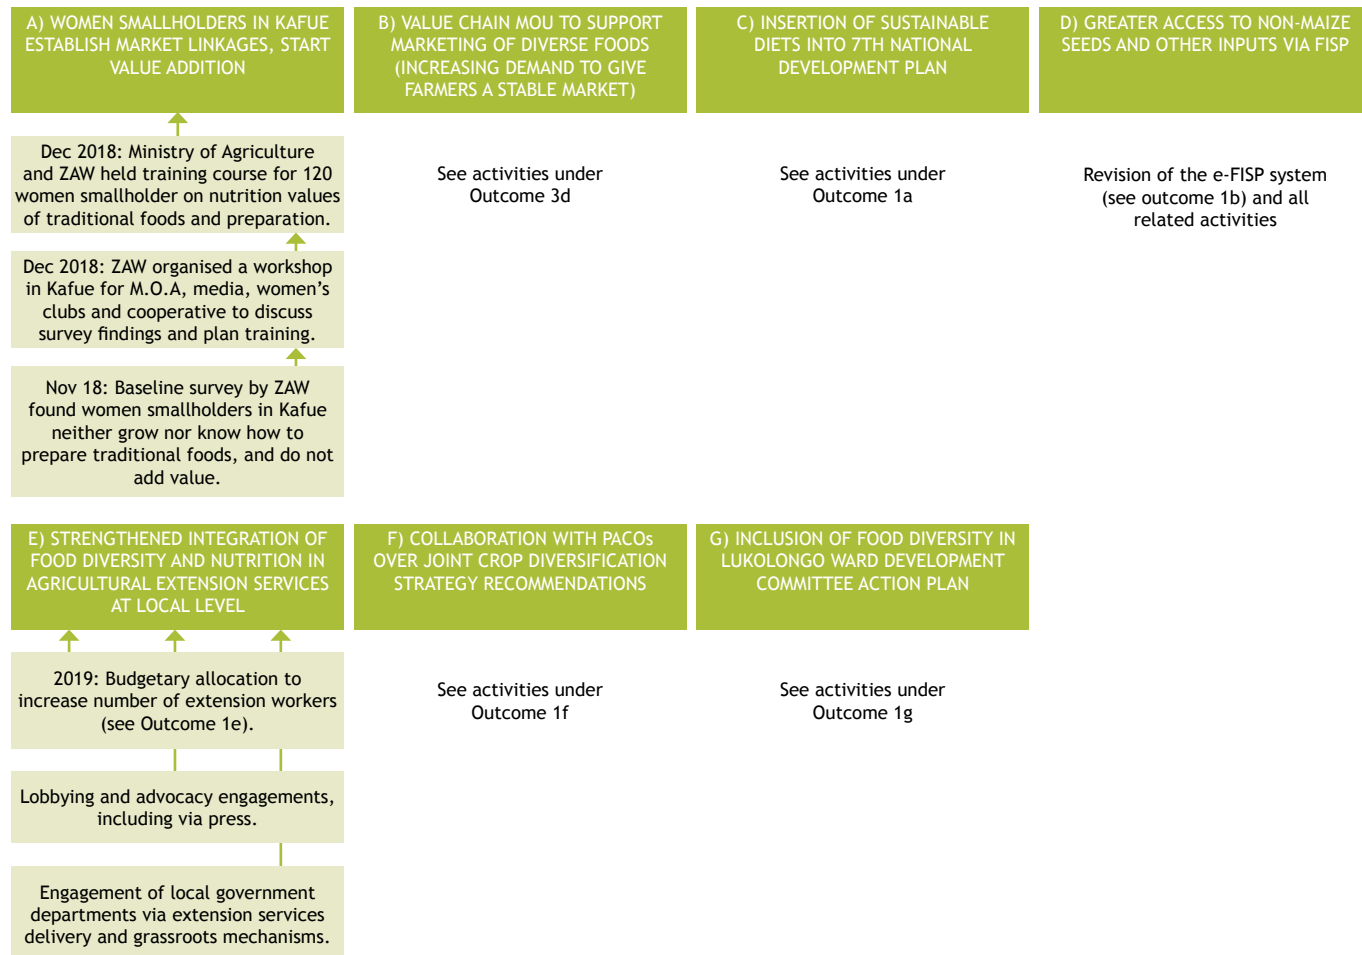 A) WOMEN SMALLHOLDERS IN KAFUE
ESTABLISH MARKET LINKAGES, START
VALUE ADDITION
Dec 2018: Ministry of Agriculture
and ZAW held training course for 120
women smallholder on nutrition values
of traditional foods and preparation.
Dec 2018: ZAW organised a workshop
in Kafue for M.O.A, media, women’s
clubs and cooperative to discuss
survey findings and plan training.
Nov 18: Baseline survey by ZAW
found women smallholders in Kafue
neither grow nor know how to
prepare traditional foods, and do not
add value.
B) VALUE CHAIN MOU TO SUPPORT
MARKETING OF DIVERSE FOODS
(INCREASING DEMAND TO GIVE
FARMERS A STABLE MARKET)
See activities under
Outcome 3d
C) INSERTION OF SUSTAINABLE
DIETS INTO 7TH NATIONAL
DEVELOPMENT PLAN
See activities under
Outcome 1a
D) GREATER ACCESS TO NON-MAIZE
SEEDS AND OTHER INPUTS VIA FISP
Revision of the e-FISP system
(see outcome 1b) and all
related activities
E) STRENGTHENED INTEGRATION OF
FOOD DIVERSITY AND NUTRITION IN
AGRICULTURAL EXTENSION SERVICES
AT LOCAL LEVEL
2019: Budgetary allocation to
increase number of extension workers
(see Outcome 1e).
Lobbying and advocacy engagements,
including via press.
Engagement of local government
departments via extension services
delivery and grassroots mechanisms.
F) COLLABORATION WITH PACOs
OVER JOINT CROP DIVERSIFICATION
STRATEGY RECOMMENDATIONS
See activities under
Outcome 1f
G) INCLUSION OF FOOD DIVERSITY IN
LUKOLONGO WARD DEVELOPMENT
COMMITTEE ACTION PLAN
See activities under
Outcome 1g